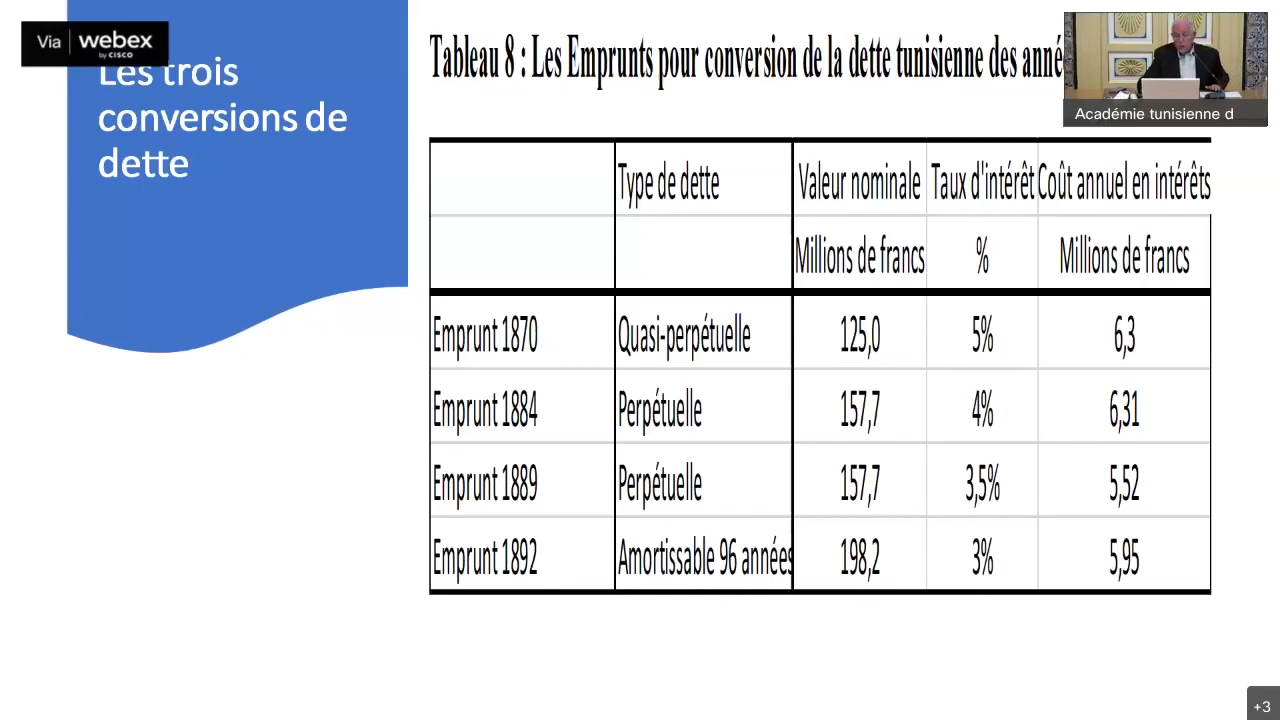 Via webex
by CISCO
Les trois
conversions de
dette
Tableau 8 : Les Emprunts pour conversion de la dette tunisienne des anné
Académie tunisienne d
Type de dette Valeur nominale Taux d'intérêt Coût annuel en intérêts
Millions de francs % Millions de francs
Emprunt 1870 Quasi-perpétuelle 125,0 5% 6,3
Emprunt 1884 Perpétuelle 157,7 4% 6,31
Emprunt 1889 Perpétuelle 157,7 3,5% 5,52
Emprunt 1892 Amortissable 96 années 198,2 3% 5,95
+3